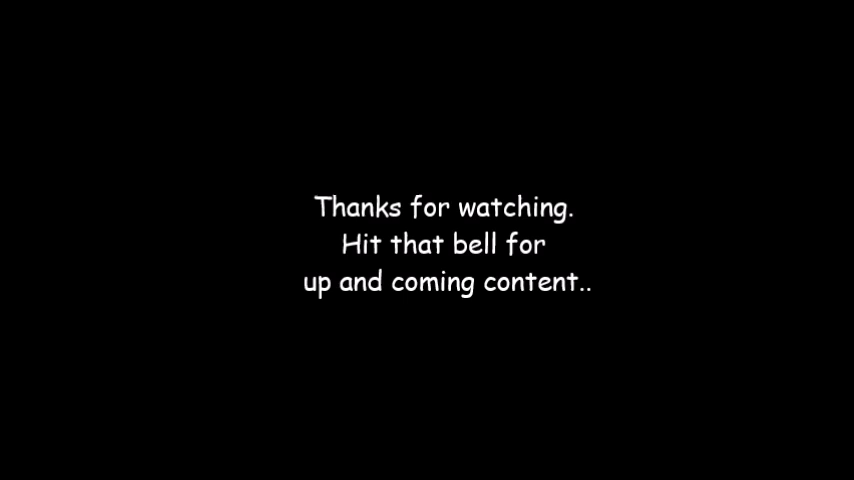 Thanks for watching.
Hit that bell for
up and coming content..